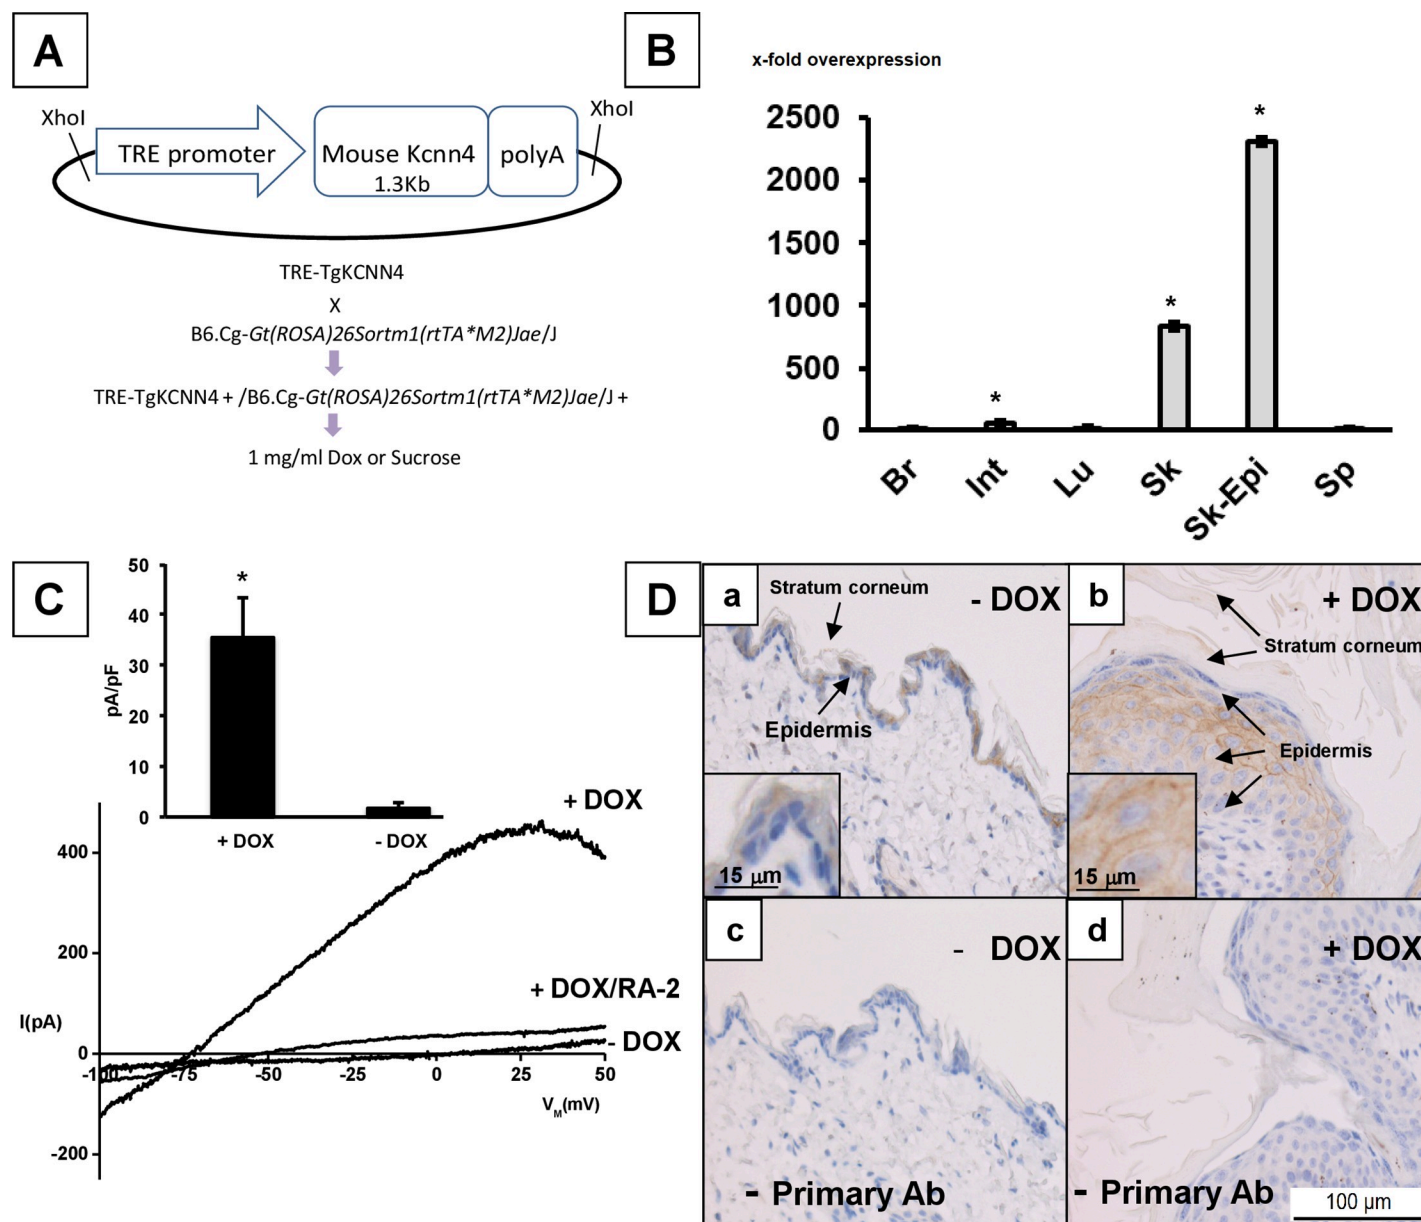 A
XhoI
XhoI
TRE promoter
Mouse Kcnn4
1.3Kb
polyA
TRE-TgKCNN4
X
B6.Cg-Gt(ROSA)26Sortm1(rtTA*M2)Jae/J
TRE-TgKCNN4 + /B6.Cg-Gt(ROSA)26Sortm1(rtTA*M2)Jae/J +
1 mg/ml Dox or Sucrose
B
x-fold overexpression
2500
2000
1500
1000
500
0
*
*
*
Br
Int
Lu
Sk
Sk-Epi
Sp
C
50
40
30
20
10
0
pA/pF
*
+ DOX
- DOX
400
200
0
-200
I(pA)
-100
-75
-50
-25
0
25
50
VM(mV)
+ DOX
+ DOX/RA-2
- DOX
D
a
Stratum corneum
- DOX
Epidermis
15 µm
b
+ DOX
Stratum corneum
Epidermis
15 µm
c
- DOX
- Primary Ab
d
+ DOX
- Primary Ab
100 µm